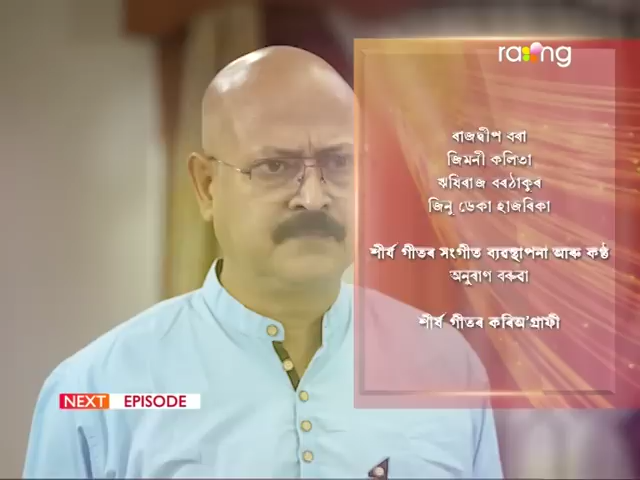 rang
ৰাজদ্বীপ বৰা
জিমনী কলিতা
ঋষিৰাজ বৰঠাকুৰ
জিনু ডেকা হাজৰিকা
শীৰ্ষ গীতৰ সংগীত ব্যৱস্থাপনা আৰু কণ্ঠ
অনুৰাণ বৰুৱা
শীৰ্ষ গীতৰ কৰিঅ'গ্ৰাফী
NEXT EPISODE